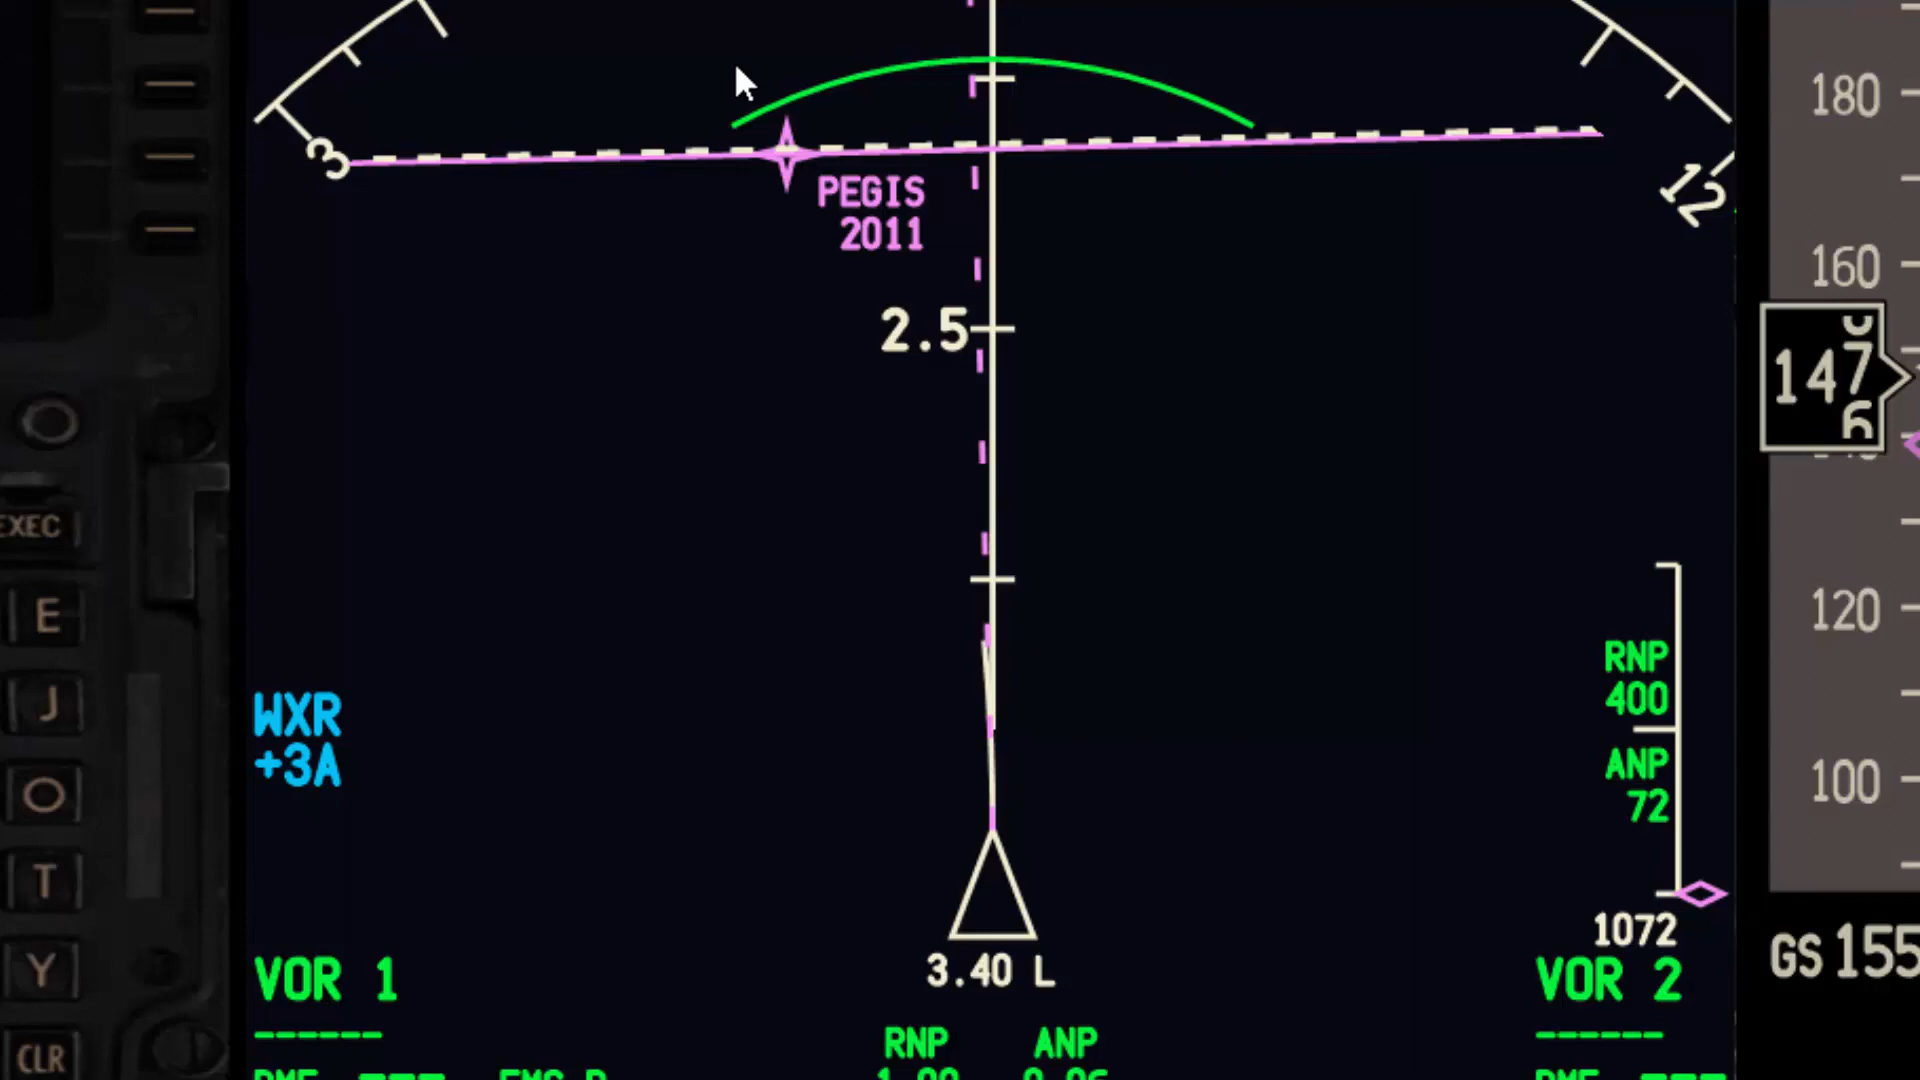 3
12
PEGIS
2011
2.5
180
160
147
6
120
100
EXEC
E
J
O
T
Y
CLR
WXR
+3A
RNP
400
ANP
72
1072
3.40 L
GS 155
VOR 1
------
VOR 2
------
RNP ANP